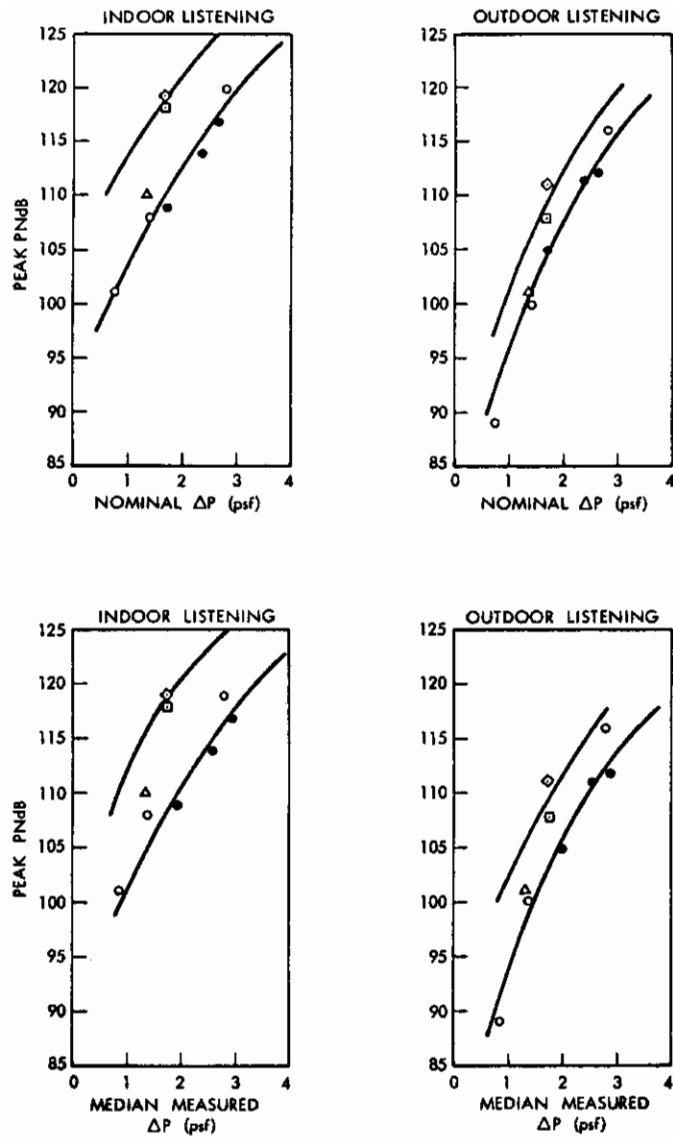 INDOOR LISTENING
125
120
115
110
105
100
95
90
85
PEAK PNdB
0 1 2 3 4
NOMINAL ΔP (psf)
OUTDOOR LISTENING
125
120
115
110
105
100
95
90
85
0 1 2 3 4
NOMINAL ΔP (psf)
INDOOR LISTENING
125
120
115
110
105
100
95
90
85
PEAK PNdB
0 1 2 3 4
MEDIAN MEASURED
ΔP (psf)
OUTDOOR LISTENING
125
120
115
110
105
100
95
90
85
0 1 2 3 4
MEDIAN MEASURED
ΔP (psf)